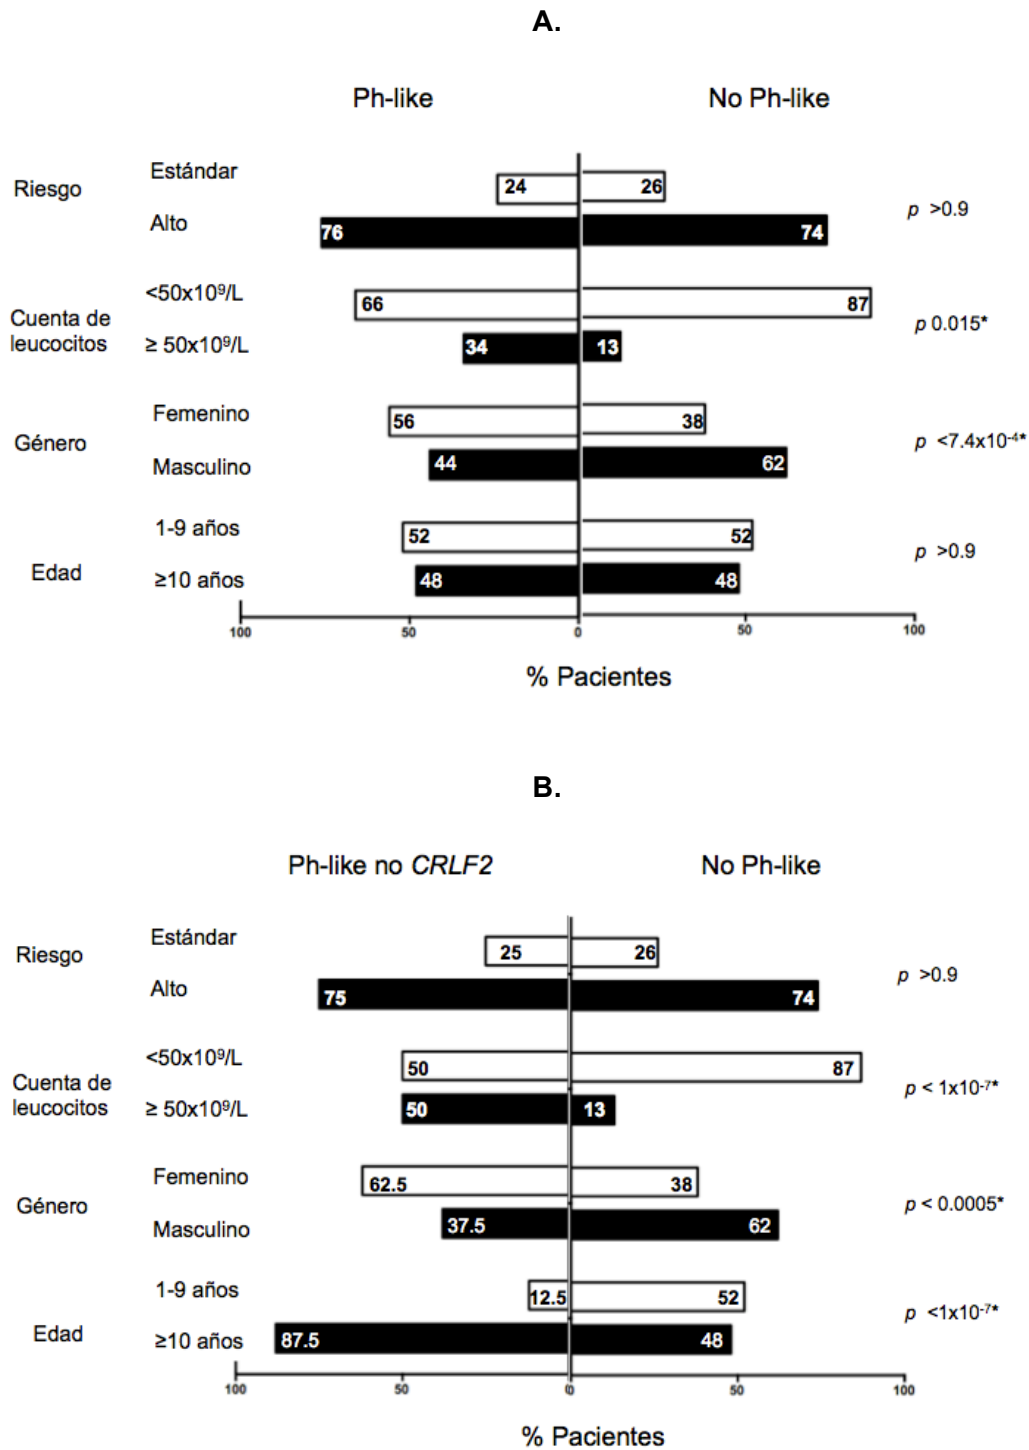 A.
Ph-like No Ph-like
Riesgo
Estándar 24 26
Alto 76 74
p >0.9
Cuenta de leucocitos
<50x10⁹/L 66 87
≥ 50x10⁹/L 34 13
p 0.015*
Género
Femenino 56 38
Masculino 44 62
p <7.4x10⁻⁴*
Edad
1-9 años 52 52
≥10 años 48 48
p >0.9
100 50 0 50 100
% Pacientes
B.
Ph-like no CRLF2 No Ph-like
Riesgo
Estándar 25 26
Alto 75 74
p >0.9
Cuenta de leucocitos
<50x10⁹/L 50 87
≥ 50x10⁹/L 50 13
p < 1x10⁻⁷*
Género
Femenino 62.5 38
Masculino 37.5 62
p < 0.0005*
Edad
1-9 años 12.5 52
≥10 años 87.5 48
p <1x10⁻⁷*
100 50 0 50 100
% Pacientes